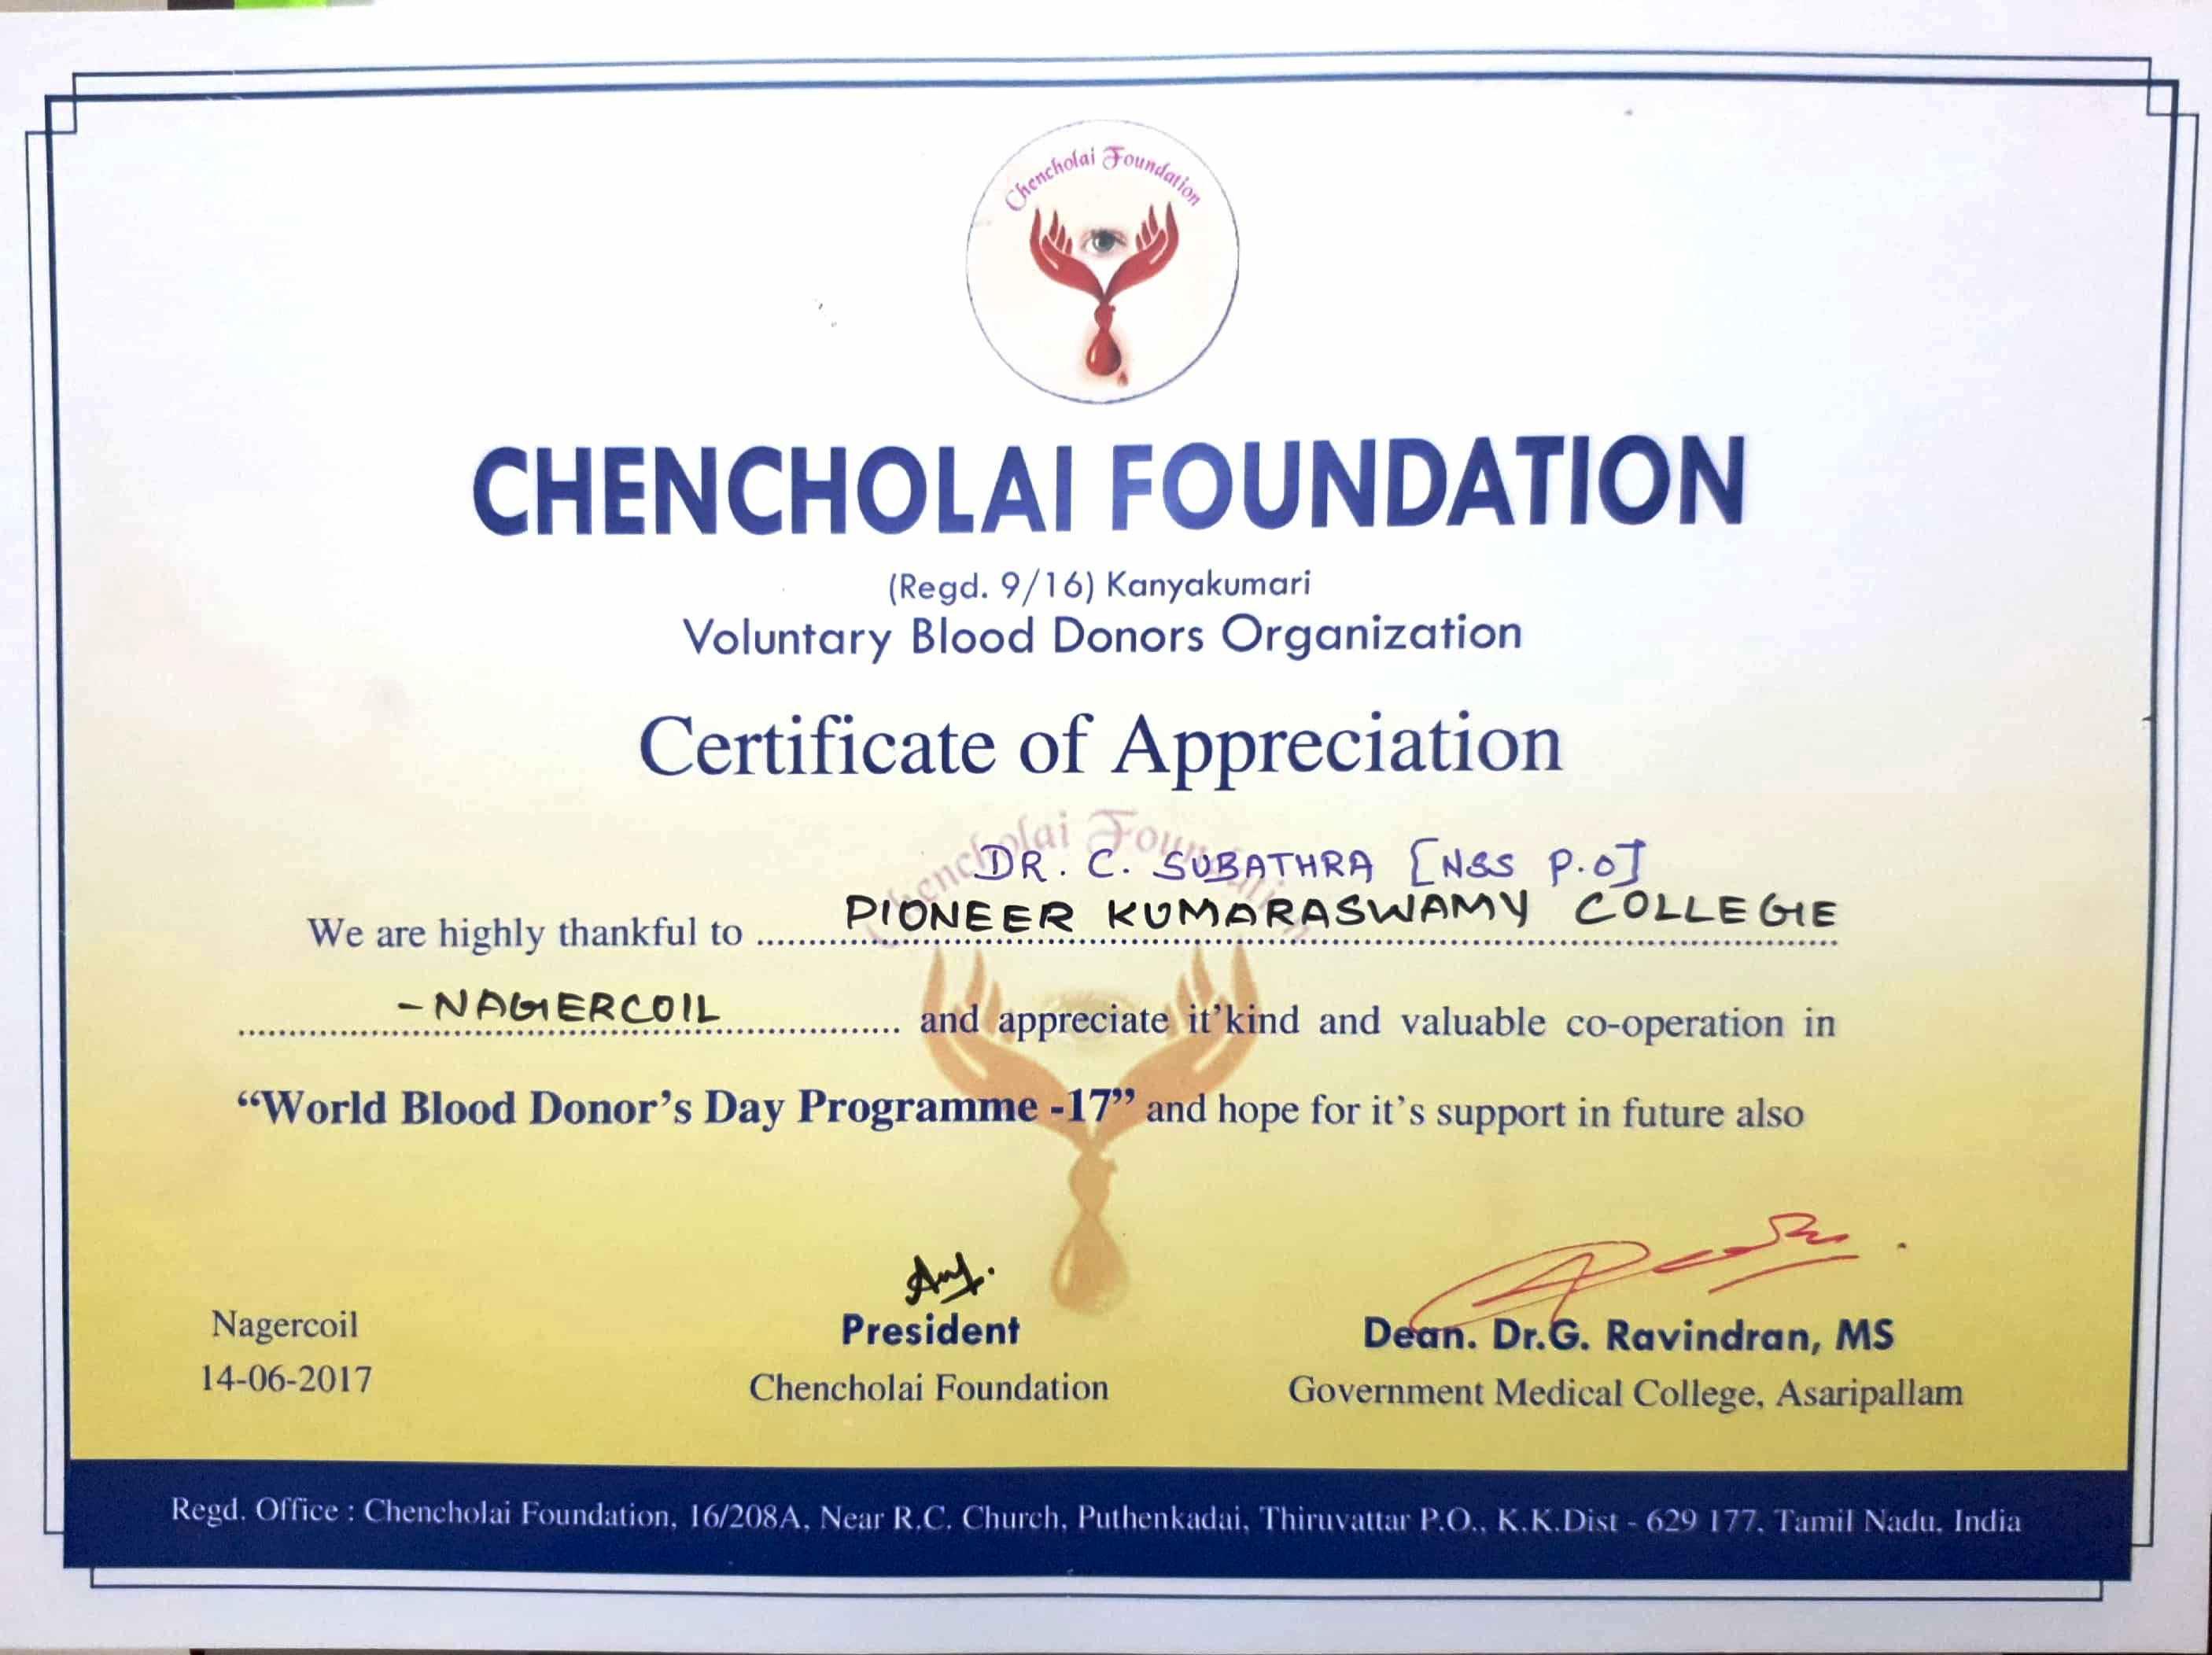 Chencholai Foundation
CHENCHOLAI FOUNDATION
(Regd. 9/16) Kanyakumari
Voluntary Blood Donors Organization
Certificate of Appreciation
Chencholai Foundation
DR. C. SUBATHRA [NSS P.O]
We are highly thankful to PIONEER KUMARASWAMY COLLEGE
-NAGERCOIL and appreciate it'kind and valuable co-operation in
“World Blood Donor’s Day Programme -17” and hope for it’s support in future also
Nagercoil
14-06-2017
President
Chencholai Foundation
Dean. Dr.G. Ravindran, MS
Government Medical College, Asaripallam
Regd. Office : Chencholai Foundation, 16/208A, Near R.C. Church, Puthenkadai, Thiruvattar P.O., K.K.Dist - 629 177. Tamil Nadu. India